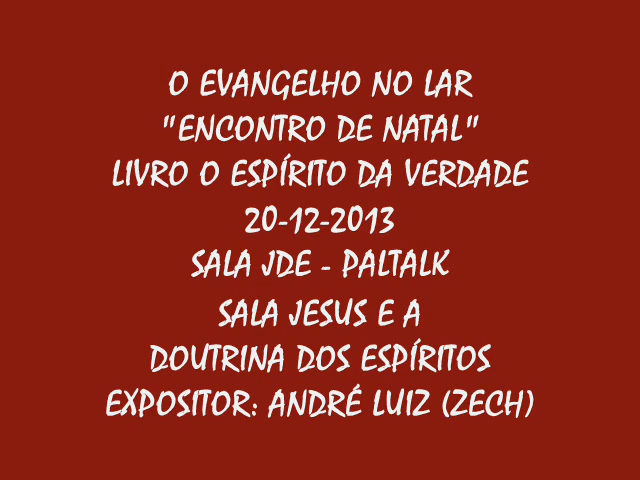 O EVANGELHO NO LAR
"ENCONTRO DE NATAL"
LIVRO O ESPÍRITO DA VERDADE
20-12-2013
SALA JDE - PALTALK
SALA JESUS E A
DOUTRINA DOS ESPÍRITOS
EXPOSITOR: ANDRÉ LUIZ (ZECH)